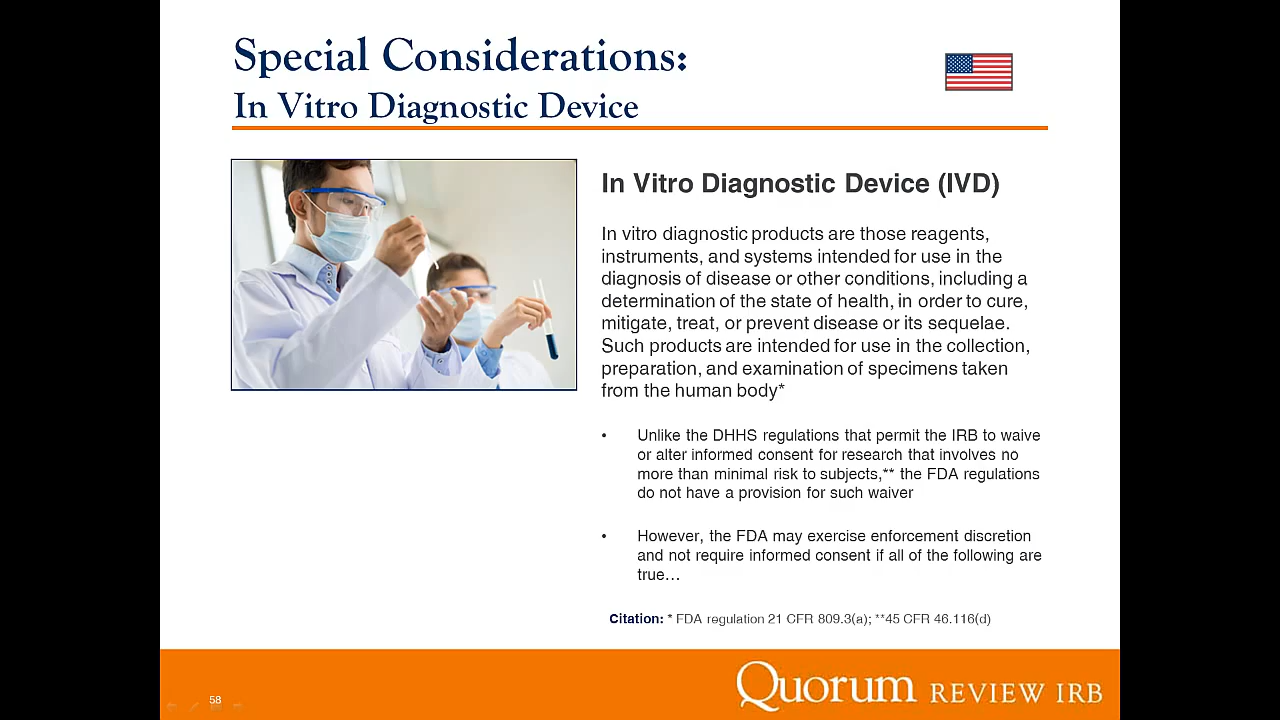 Special Considerations:
In Vitro Diagnostic Device
In Vitro Diagnostic Device (IVD)
In vitro diagnostic products are those reagents,
instruments, and systems intended for use in the
diagnosis of disease or other conditions, including a
determination of the state of health, in order to cure,
mitigate, treat, or prevent disease or its sequelae.
Such products are intended for use in the collection,
preparation, and examination of specimens taken
from the human body*
• Unlike the DHHS regulations that permit the IRB to waive
or alter informed consent for research that involves no
more than minimal risk to subjects,** the FDA regulations
do not have a provision for such waiver
• However, the FDA may exercise enforcement discretion
and not require informed consent if all of the following are
true…
Citation: * FDA regulation 21 CFR 809.3(a); **45 CFR 46.116(d)
58
Quorum REVIEW IRB